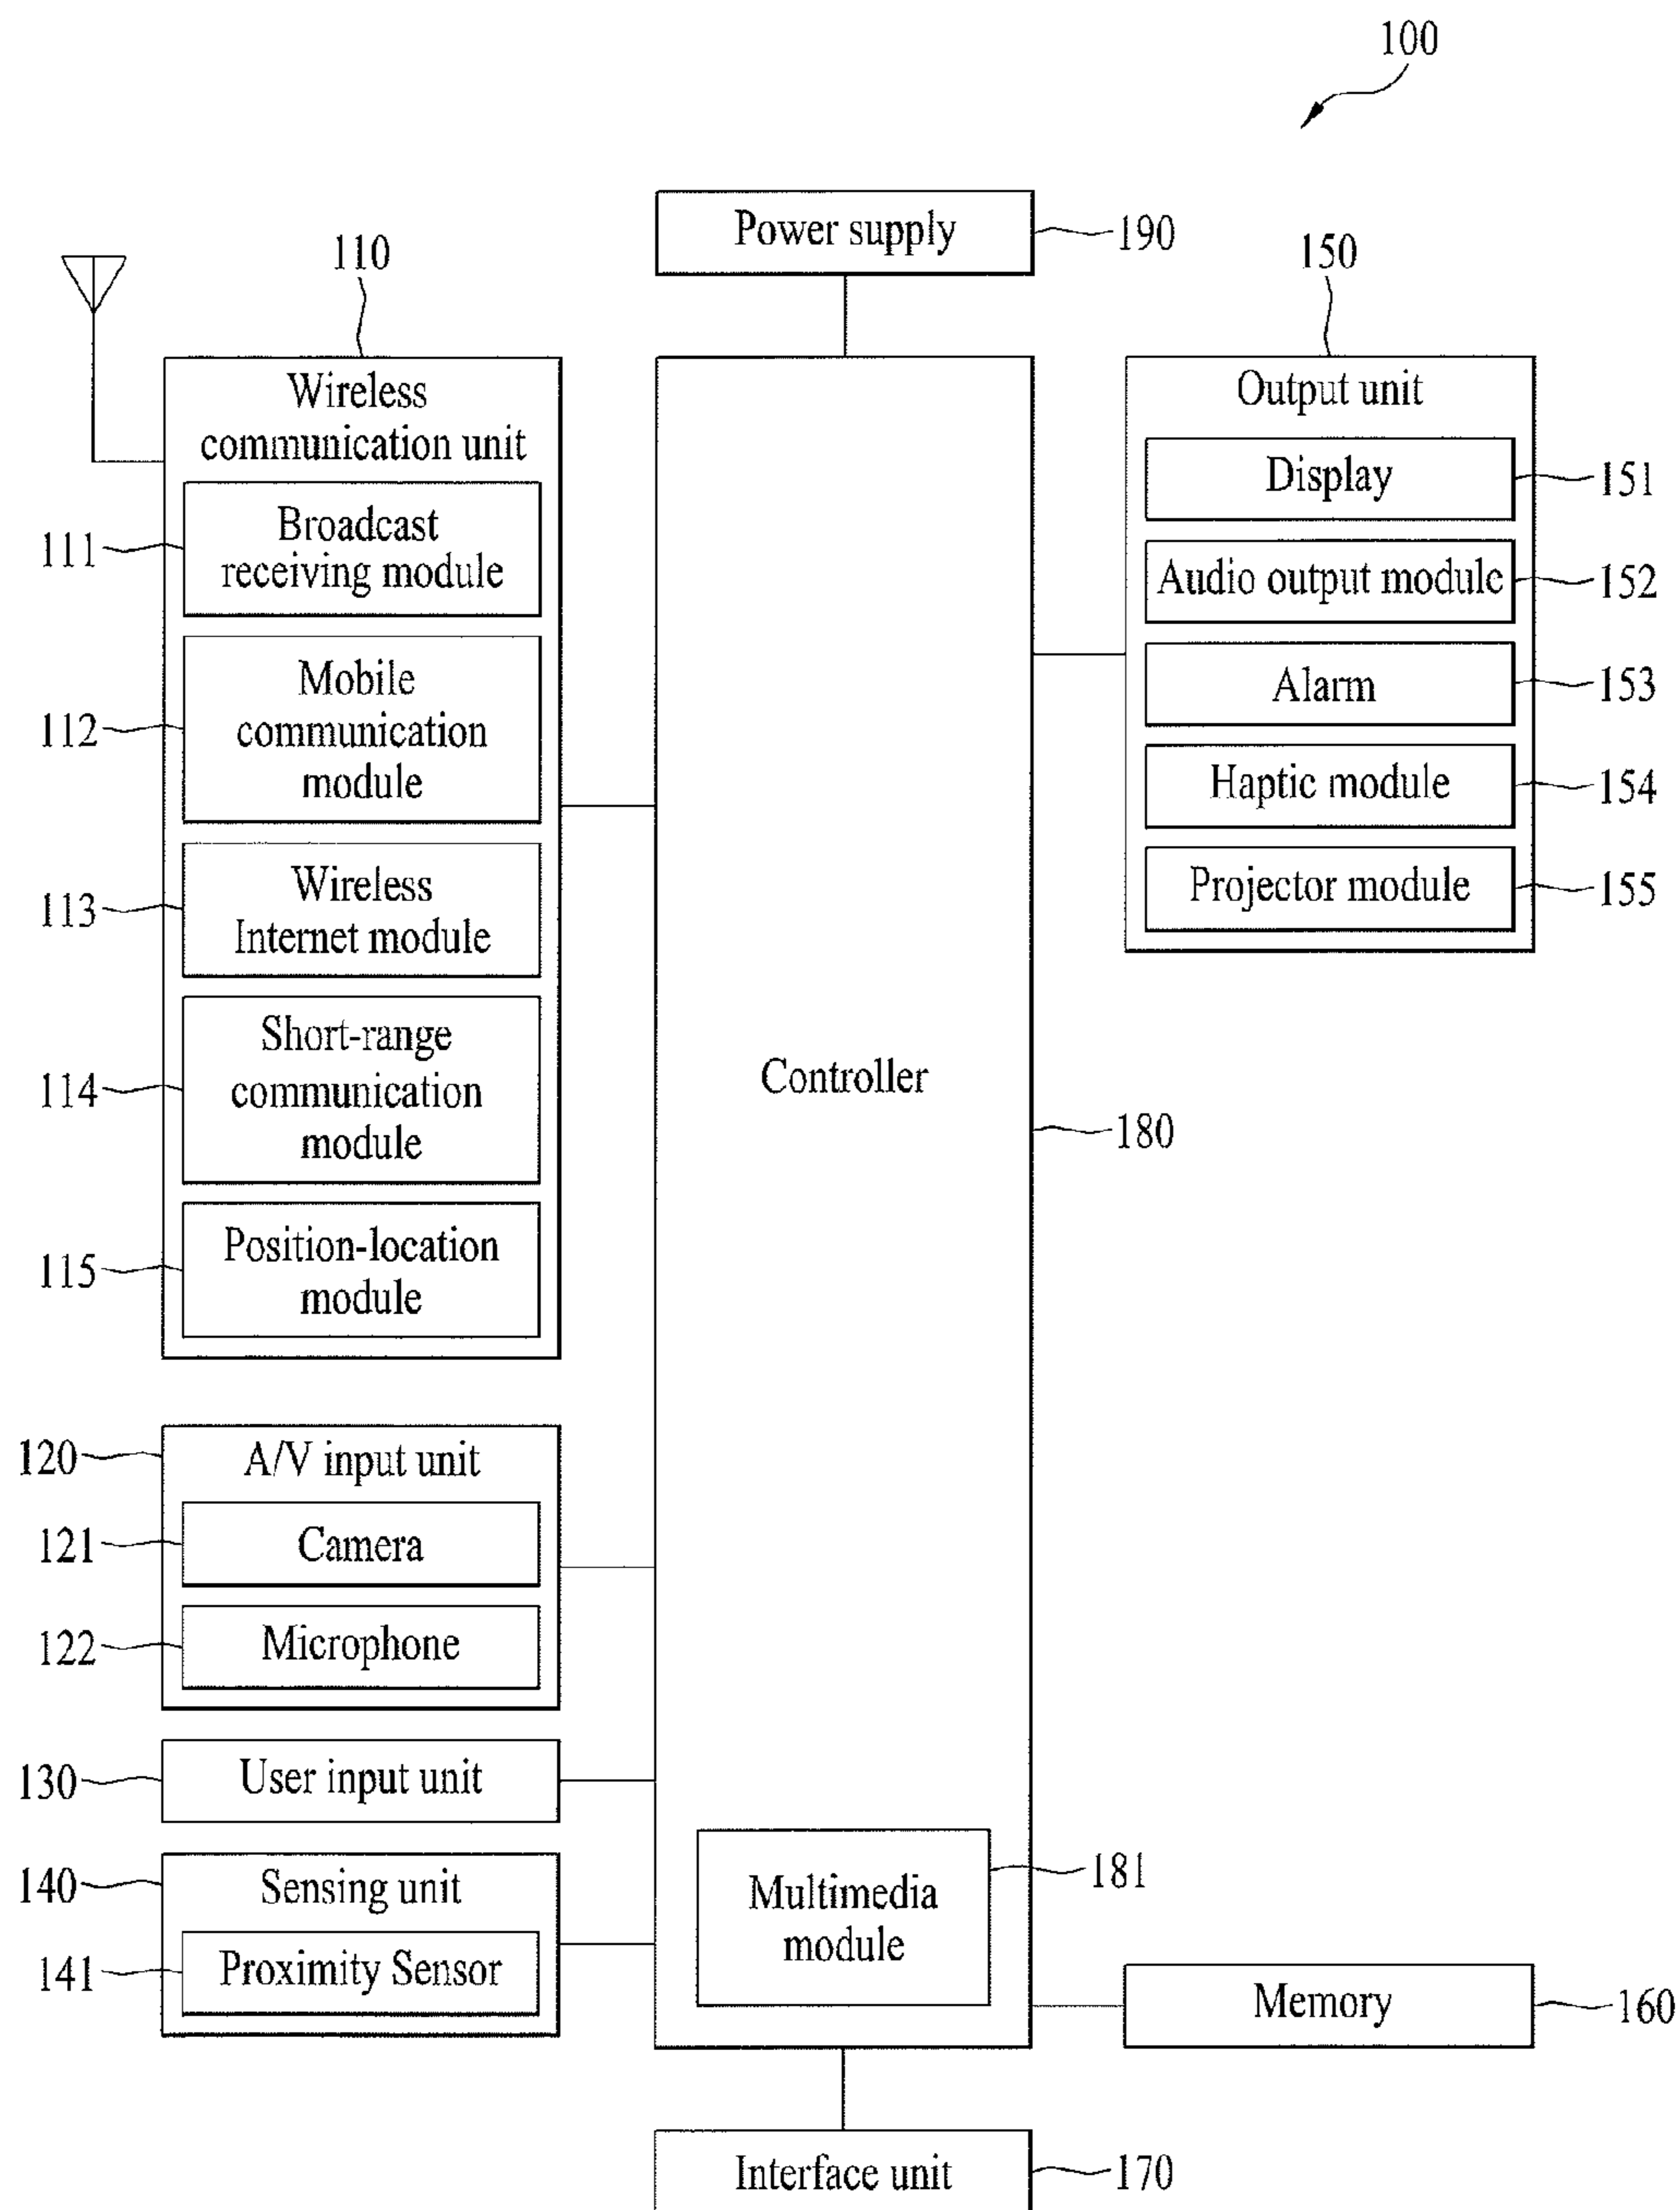 100
Power supply
190
110
150
Wireless
communication unit
Output unit
Display
151
Broadcast
receiving module
111
Audio output module
152
Mobile
communication
module
112
Alarm
153
Haptic module
154
Wireless
Internet module
113
Projector module
155
Short-range
communication
module
114
Controller
180
Position-location
module
115
120
A/V input unit
121
Camera
122
Microphone
130
User input unit
140
Sensing unit
141
Proximity Sensor
Multimedia
module
181
Memory
160
Interface unit
170